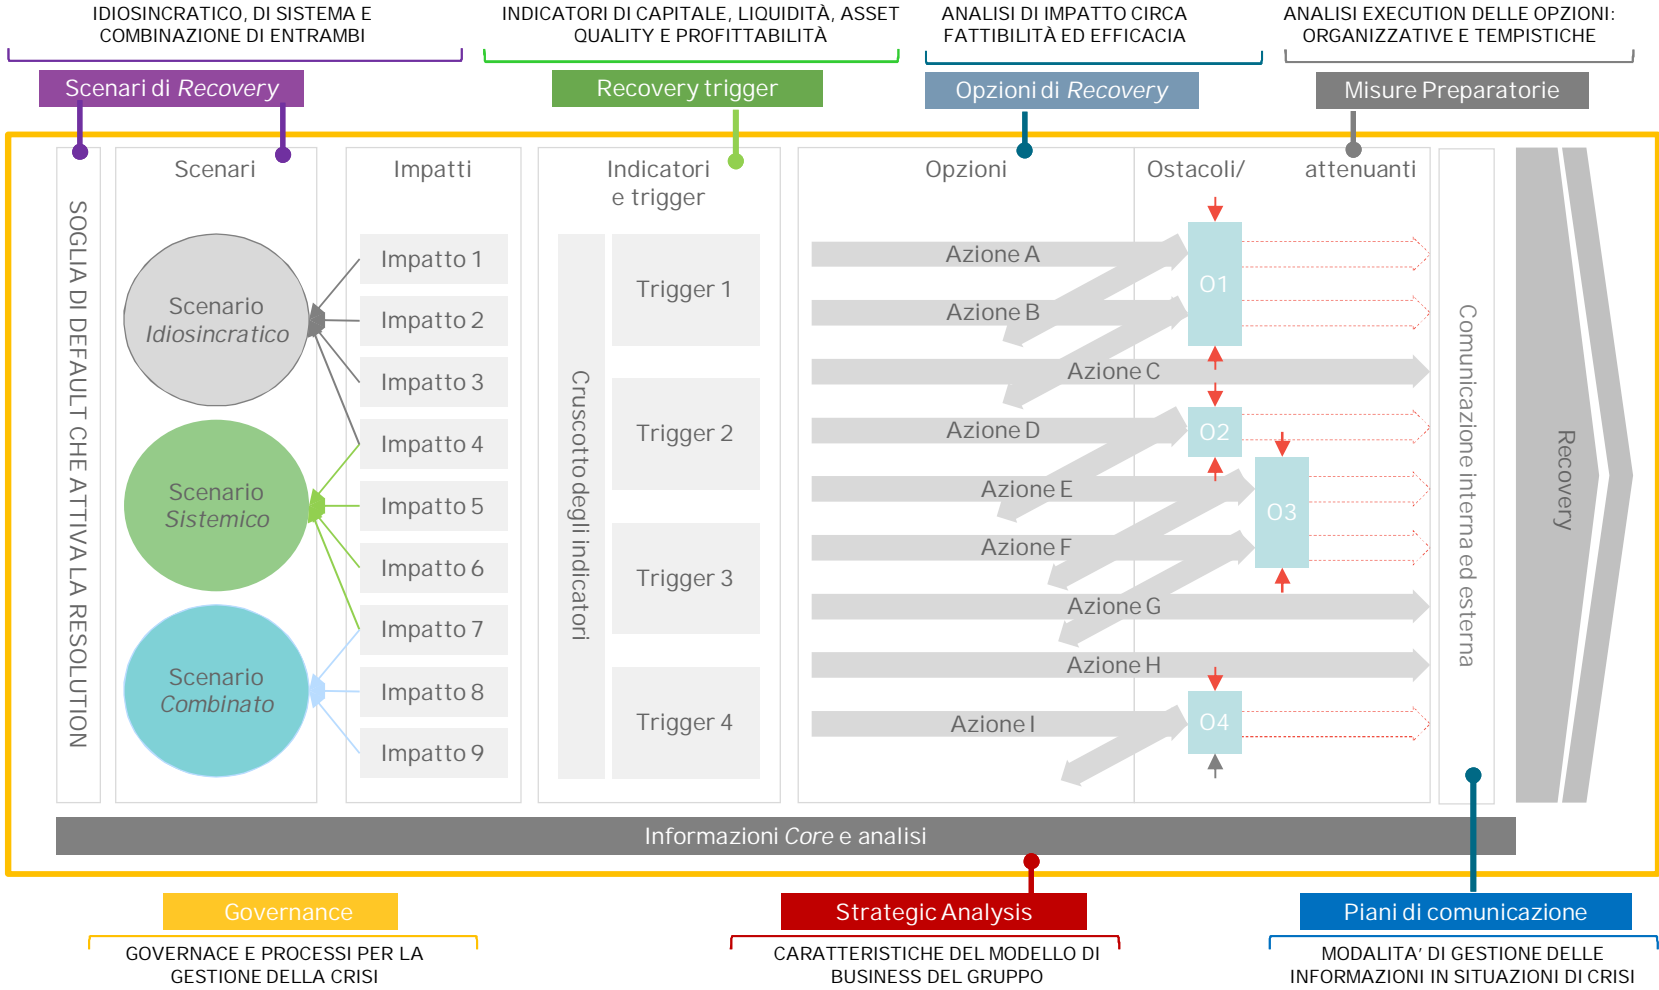 IDIOSINCRATICO, DI SISTEMA E
COMBINAZIONE DI ENTRAMBI
INDICATORI DI CAPITALE, LIQUIDITÀ, ASSET
QUALITY E PROFITTABILITÀ
ANALISI DI IMPATTO CIRCA
FATTIBILITÀ ED EFFICACIA
ANALISI EXECUTION DELLE OPZIONI:
ORGANIZZATIVE E TEMPISTICHE
Scenari di Recovery
Recovery trigger
Opzioni di Recovery
Misure Preparatorie
SOGLIA DI DEFAULT CHE ATTIVA LA RESOLUTION
Scenari
Scenario
Idiosincratico
Scenario
Sistemico
Scenario
Combinato
Impatti
Impatto 1
Impatto 2
Impatto 3
Impatto 4
Impatto 5
Impatto 6
Impatto 7
Impatto 8
Impatto 9
Indicatori
e trigger
Cruscotto degli indicatori
Trigger 1
Trigger 2
Trigger 3
Trigger 4
Opzioni
Ostacoli/
attenuanti
Azione A
Azione B
Azione C
Azione D
Azione E
Azione F
Azione G
Azione H
Azione I
O1
O2
O3
O4
Comunicazione interna ed esterna
Recovery
Informazioni Core e analisi
Governance
Strategic Analysis
Piani di comunicazione
GOVERNACE E PROCESSI PER LA
GESTIONE DELLA CRISI
CARATTERISTICHE DEL MODELLO DI
BUSINESS DEL GRUPPO
MODALITA’ DI GESTIONE DELLE
INFORMAZIONI IN SITUAZIONI DI CRISI